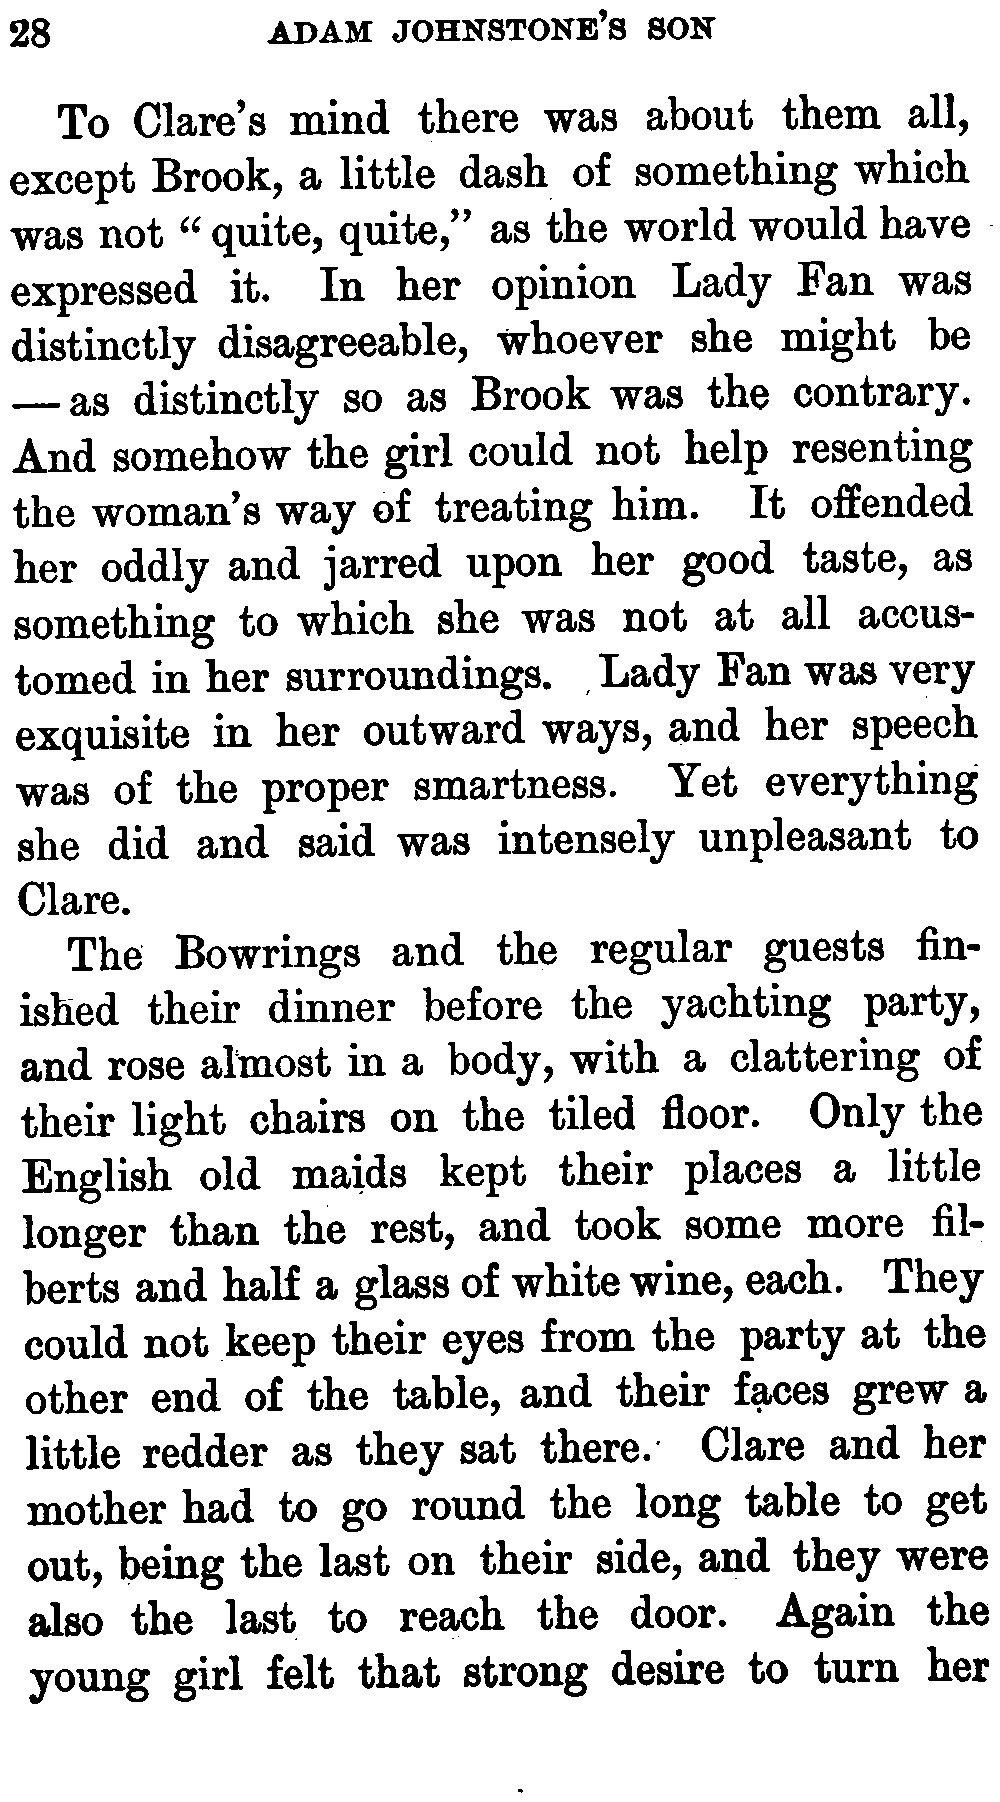 28 ADAM JOHNSTONE'S SON
To Clare's mind there was about them all,
except Brook, a little dash of something which
was not “quite, quite,” as the world would have
expressed it. In her opinion Lady Fan was
distinctly disagreeable, whoever she might be
—as distinctly so as Brook was the contrary.
And somehow the girl could not help resenting
the woman's way of treating him. It offended
her oddly and jarred upon her good taste, as
something to which she was not at all accus-
tomed in her surroundings. Lady Fan was very
exquisite in her outward ways, and her speech
was of the proper smartness. Yet everything
she did and said was intensely unpleasant to
Clare.
The Bowrings and the regular guests fin-
ished their dinner before the yachting party,
and rose almost in a body, with a clattering of
their light chairs on the tiled floor. Only the
English old maids kept their places a little
longer than the rest, and took some more fil-
berts and half a glass of white wine, each. They
could not keep their eyes from the party at the
other end of the table, and their faces grew a
little redder as they sat there. Clare and her
mother had to go round the long table to get
out, being the last on their side, and they were
also the last to reach the door. Again the
young girl felt that strong desire to turn her